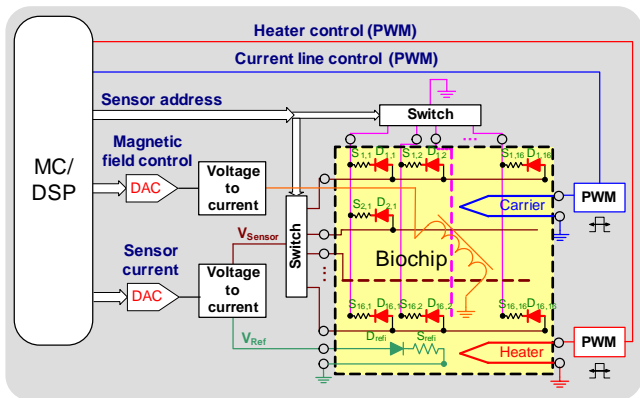 Heater control (PWM)
Current line control (PWM)
Sensor address
Switch
Magnetic field control
MC/
DSP
DAC
Voltage to current
S1,1 D1,1 S1,2 D1,2 ... S1,16 D1,16
S2,1 D2,1
Carrier
PWM
VSensor
Switch
Biochip
Sensor current
DAC
Voltage to current
S16,1 D16,1 S16,2 D16,2 S16,16 D16,16
VRef
Drefi Srefi
Heater
PWM